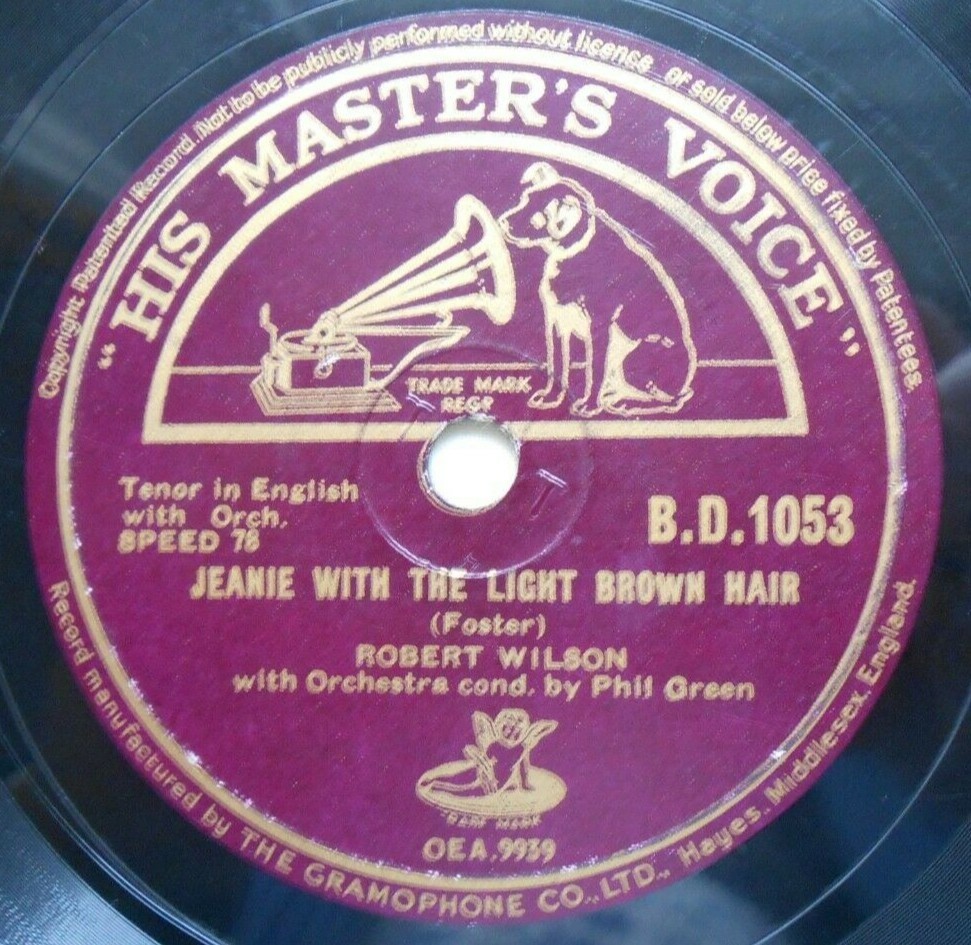 Copyright Patented Record. Not to be publicly performed without licence or sold below price fixed by Patentees.
"HIS MASTER'S VOICE"
TRADE MARK
REGD
Tenor in English
with Orch.
SPEED 78
B.D.1053
JEANIE WITH THE LIGHT BROWN HAIR
(Foster)
ROBERT WILSON
with Orchestra cond. by Phil Green
TRADE MARK
OEA.9939
Record manufactured by THE GRAMOPHONE CO., LTD., Hayes, Middlesex, England.